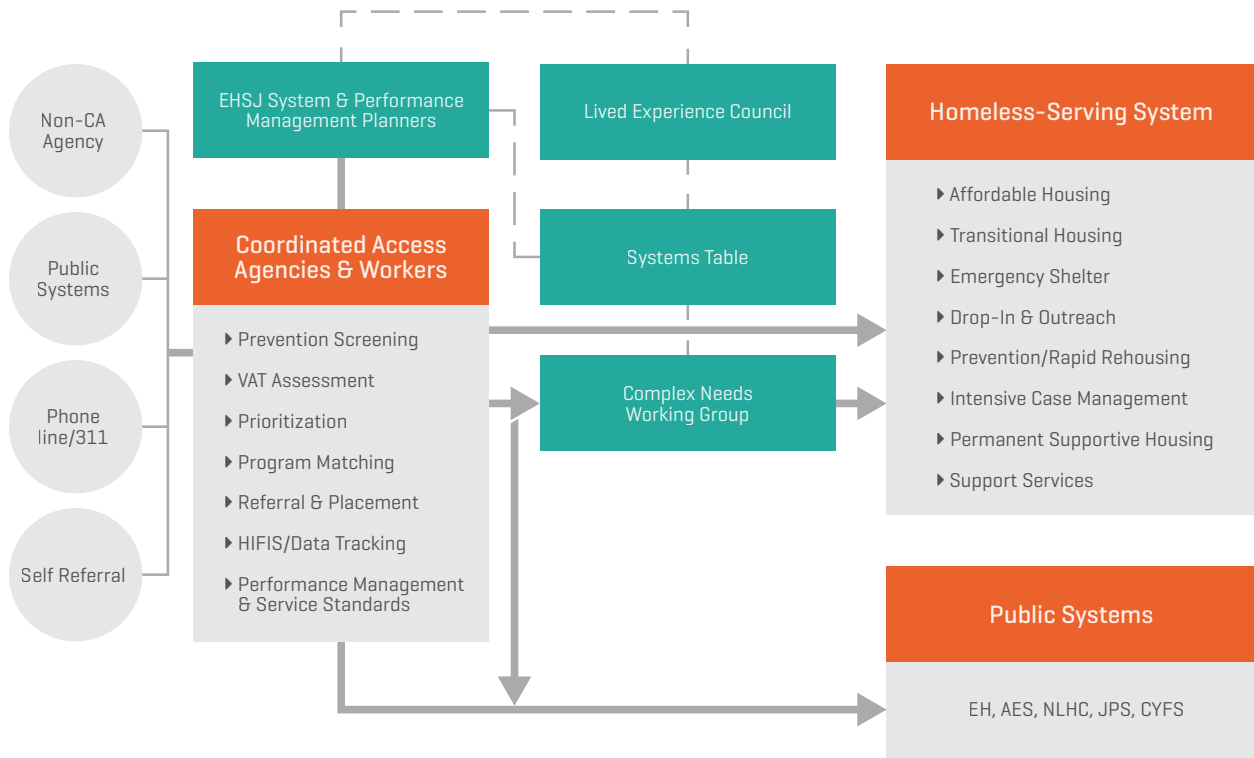 Non-CA
Agency
Public
Systems
Phone
line/311
Self Referral
EHSJ System & Performance
Management Planners
Coordinated Access
Agencies & Workers
Prevention Screening
VAT Assessment
Prioritization
Program Matching
Referral & Placement
HIFIS/Data Tracking
Performance Management
& Service Standards
Lived Experience Council
Systems Table
Complex Needs
Working Group
Homeless-Serving System
Affordable Housing
Transitional Housing
Emergency Shelter
Drop-In & Outreach
Prevention/Rapid Rehousing
Intensive Case Management
Permanent Supportive Housing
Support Services
Public Systems
EH, AES, NLHC, JPS, CYFS